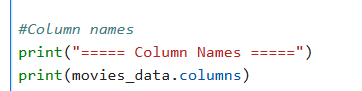 #Column names
print("===== Column Names =====")
print(movies_data.columns)